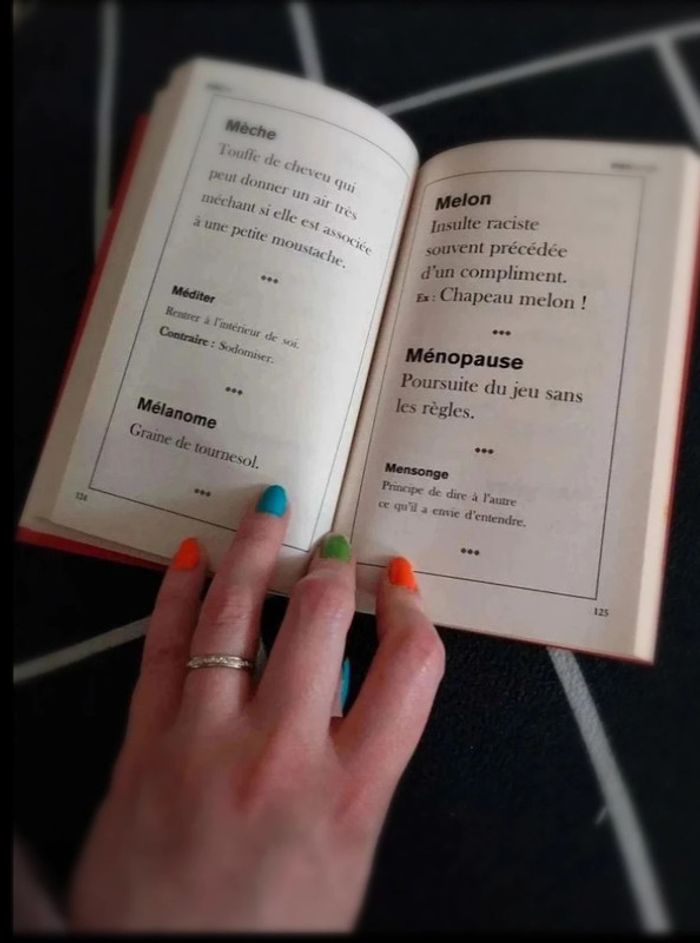 Mèche
Touffe de cheveu qui
peut donner un air très
méchant si elle est associée
à une petite moustache.
•••
Méditer
Rentrer à l'intérieur de soi.
Contraire : Sodomiser.
•••
Mélanome
Graine de tournesol.
•••
124
Melon
Insulte raciste
souvent précédée
d'un compliment.
Ex : Chapeau melon !
•••
Ménopause
Poursuite du jeu sans
les règles.
•••
Mensonge
Principe de dire à l'autre
ce qu'il a envie d'entendre.
•••
125